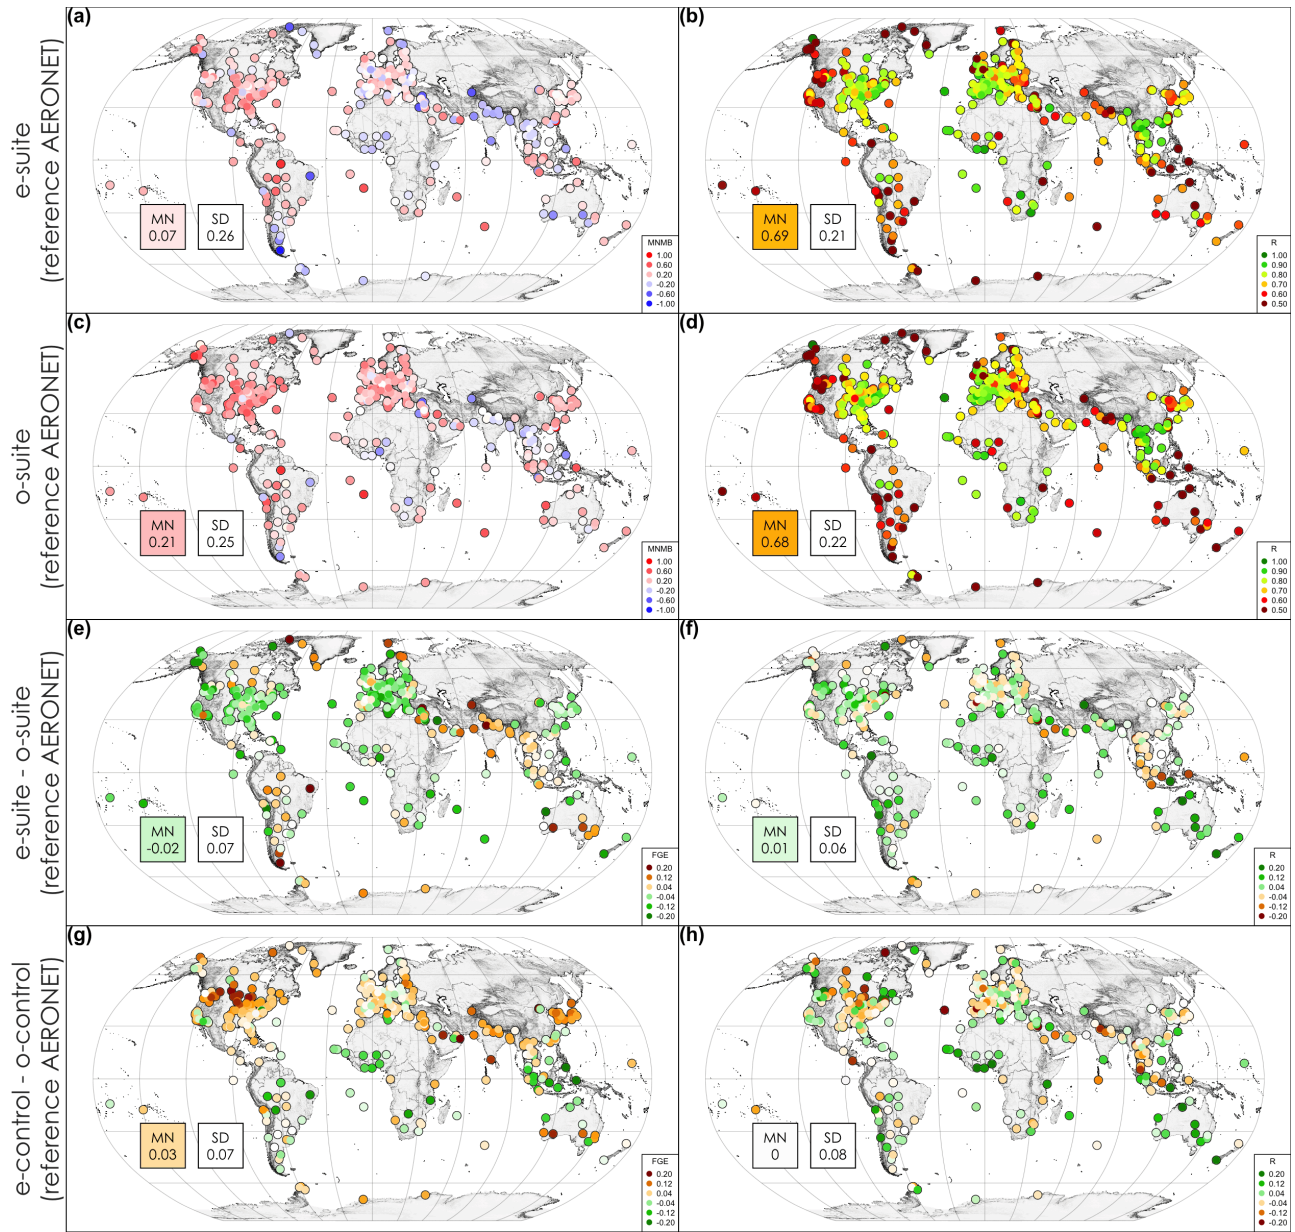 e-suite
(reference AERONET)
(a)
MN
0.07
SD
0.26
MNMB
1.00
0.60
0.20
-0.20
-0.60
-1.00
(b)
MN
0.69
SD
0.21
R
1.00
0.90
0.80
0.70
0.60
0.50
o-suite
(reference AERONET)
(c)
MN
0.21
SD
0.25
MNMB
1.00
0.60
0.20
-0.20
-0.60
-1.00
(d)
MN
0.68
SD
0.22
R
1.00
0.90
0.80
0.70
0.60
0.50
e-suite - o-suite
(reference AERONET)
(e)
MN
-0.02
SD
0.07
FGE
0.20
0.12
0.04
-0.04
-0.12
-0.20
(f)
MN
0.01
SD
0.06
R
0.20
0.12
0.04
-0.04
-0.12
-0.20
e-control - o-control
(reference AERONET)
(g)
MN
0.03
SD
0.07
FGE
0.20
0.12
0.04
-0.04
-0.12
-0.20
(h)
MN
0
SD
0.08
R
0.20
0.12
0.04
-0.04
-0.12
-0.20